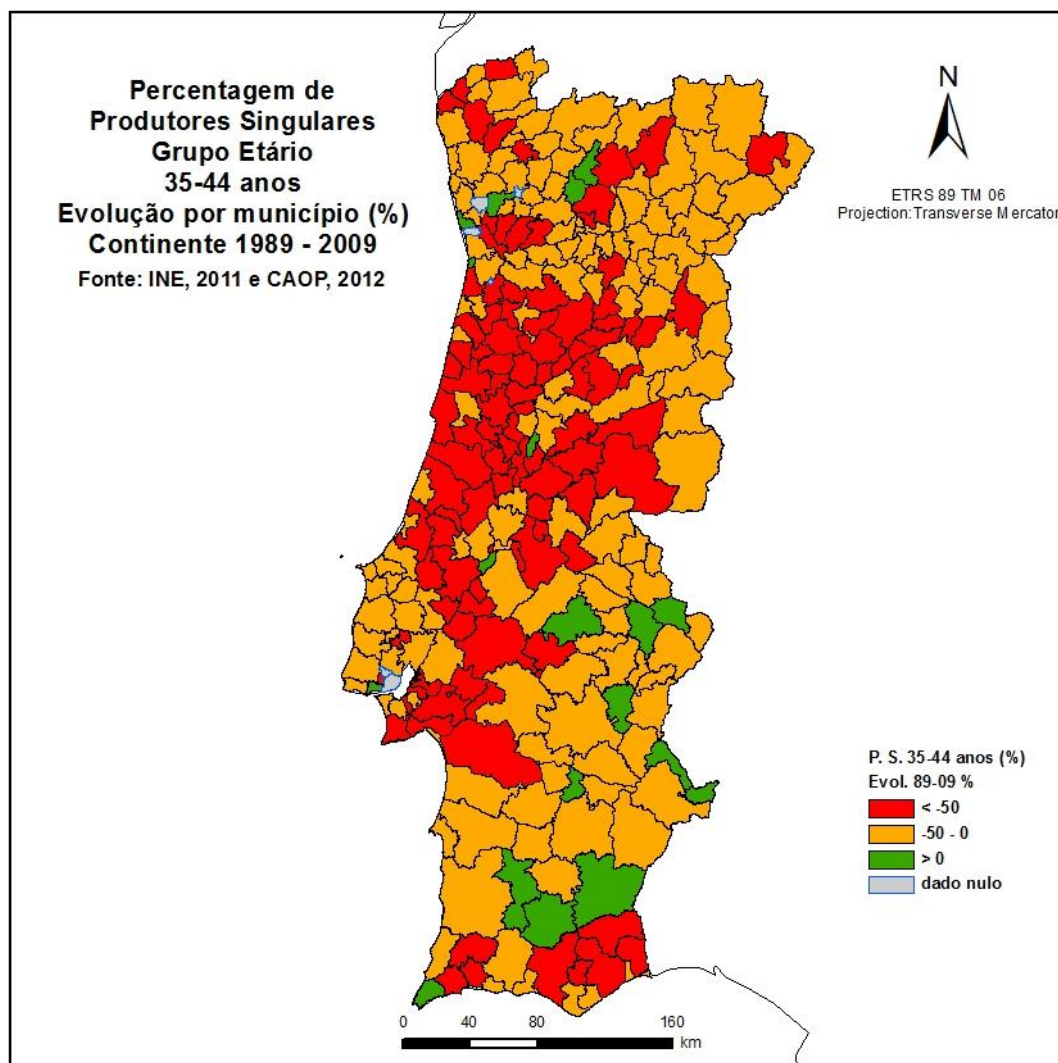 Percentagem de
Produtores Singulares
Grupo Etário
35-44 anos
Evolução por município (%)
Continente 1989 - 2009
Fonte: INE, 2011 e CAOP, 2012
N
ETRS 89 TM 06
Projection: Transverse Mercator
P. S. 35-44 anos (%)
Evol. 89-09 %
< -50
-50 - 0
> 0
dado nulo
0 40 80 160
km